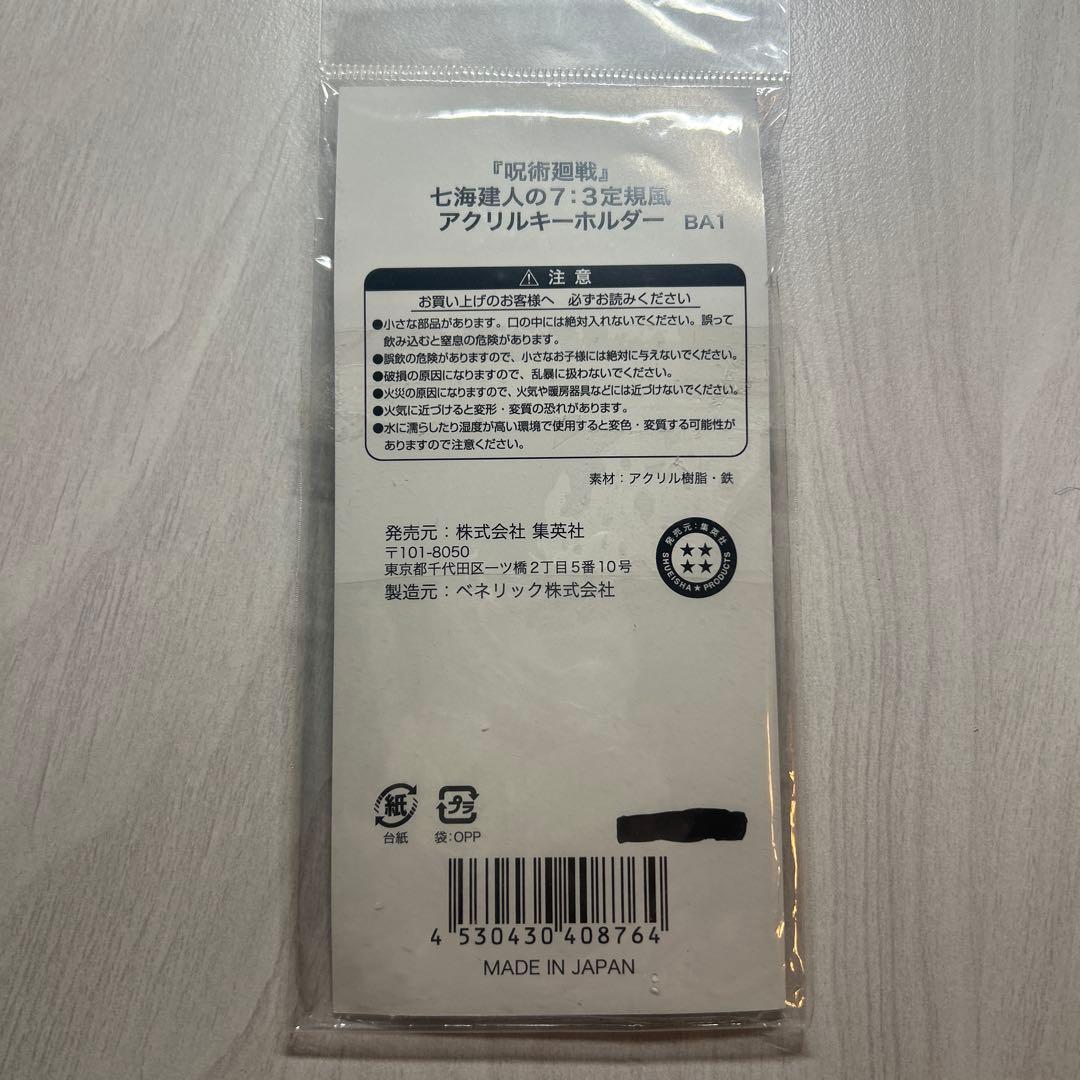 『呪術廻戦』
七海建人の7:3定規風
アクリルキーホルダー BA1
⚠ 注意
お買い上げのお客様へ 必ずお読みください
●小さな部品があります。口の中には絶対入れないでください。誤って
飲み込むと窒息の危険があります。
●誤飲の危険がありますので、小さなお子様には絶対に与えないでください。
●破損の原因になりますので、乱暴に扱わないでください。
●火災の原因になりますので、火気や暖房器具などには近づけないでください。
●火気に近づけると変形・変質の恐れがあります。
●水に濡らしたり湿度が高い環境で使用すると変色・変質する可能性が
ありますので注意ください。
素材:アクリル樹脂・鉄
発売元:株式会社 集英社
〒101-8050
東京都千代田区一ツ橋2丁目5番10号
製造元:ベネリック株式会社
発売元:集英社
SHUEISHA★PRODUCTS
紙
台紙
プラ
袋:OPP
4 530430 408764
MADE IN JAPAN